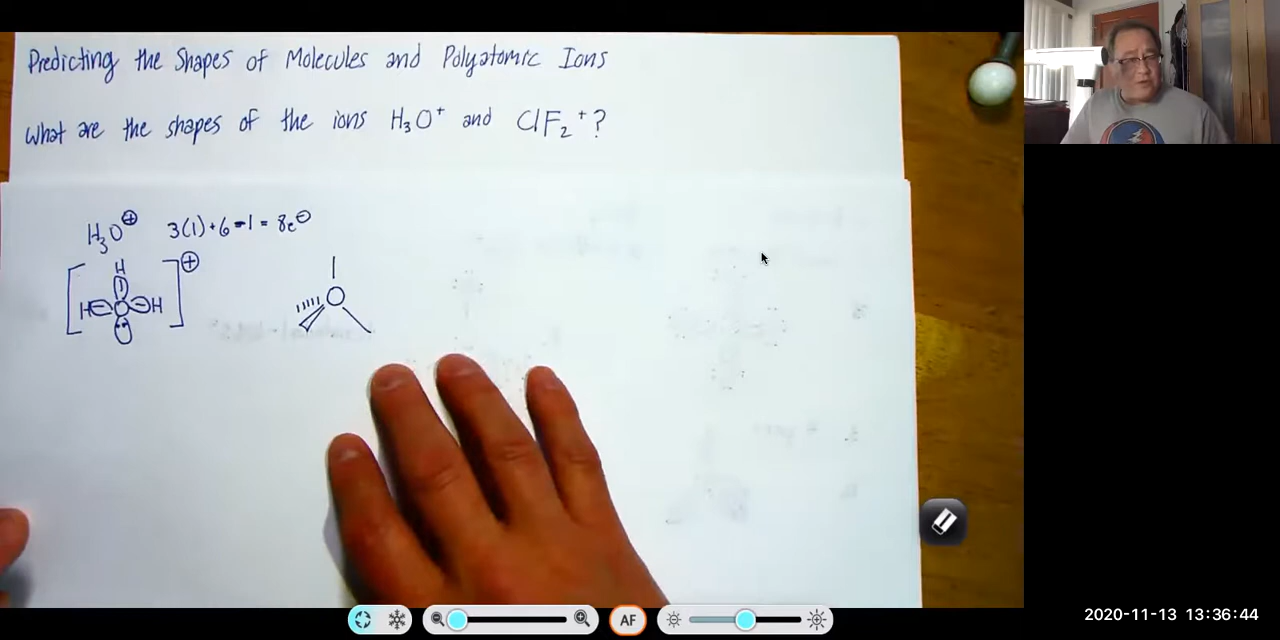 Predicting the Shapes of Molecules and Polyatomic Ions
What are the shapes of the ions H₃O⁺ and ClF₂⁺?
H₃O⊕ 3(1)+6-1 = 8e⊖
[ H ]⊕
H O H
O
AF
2020-11-13 13:36:44